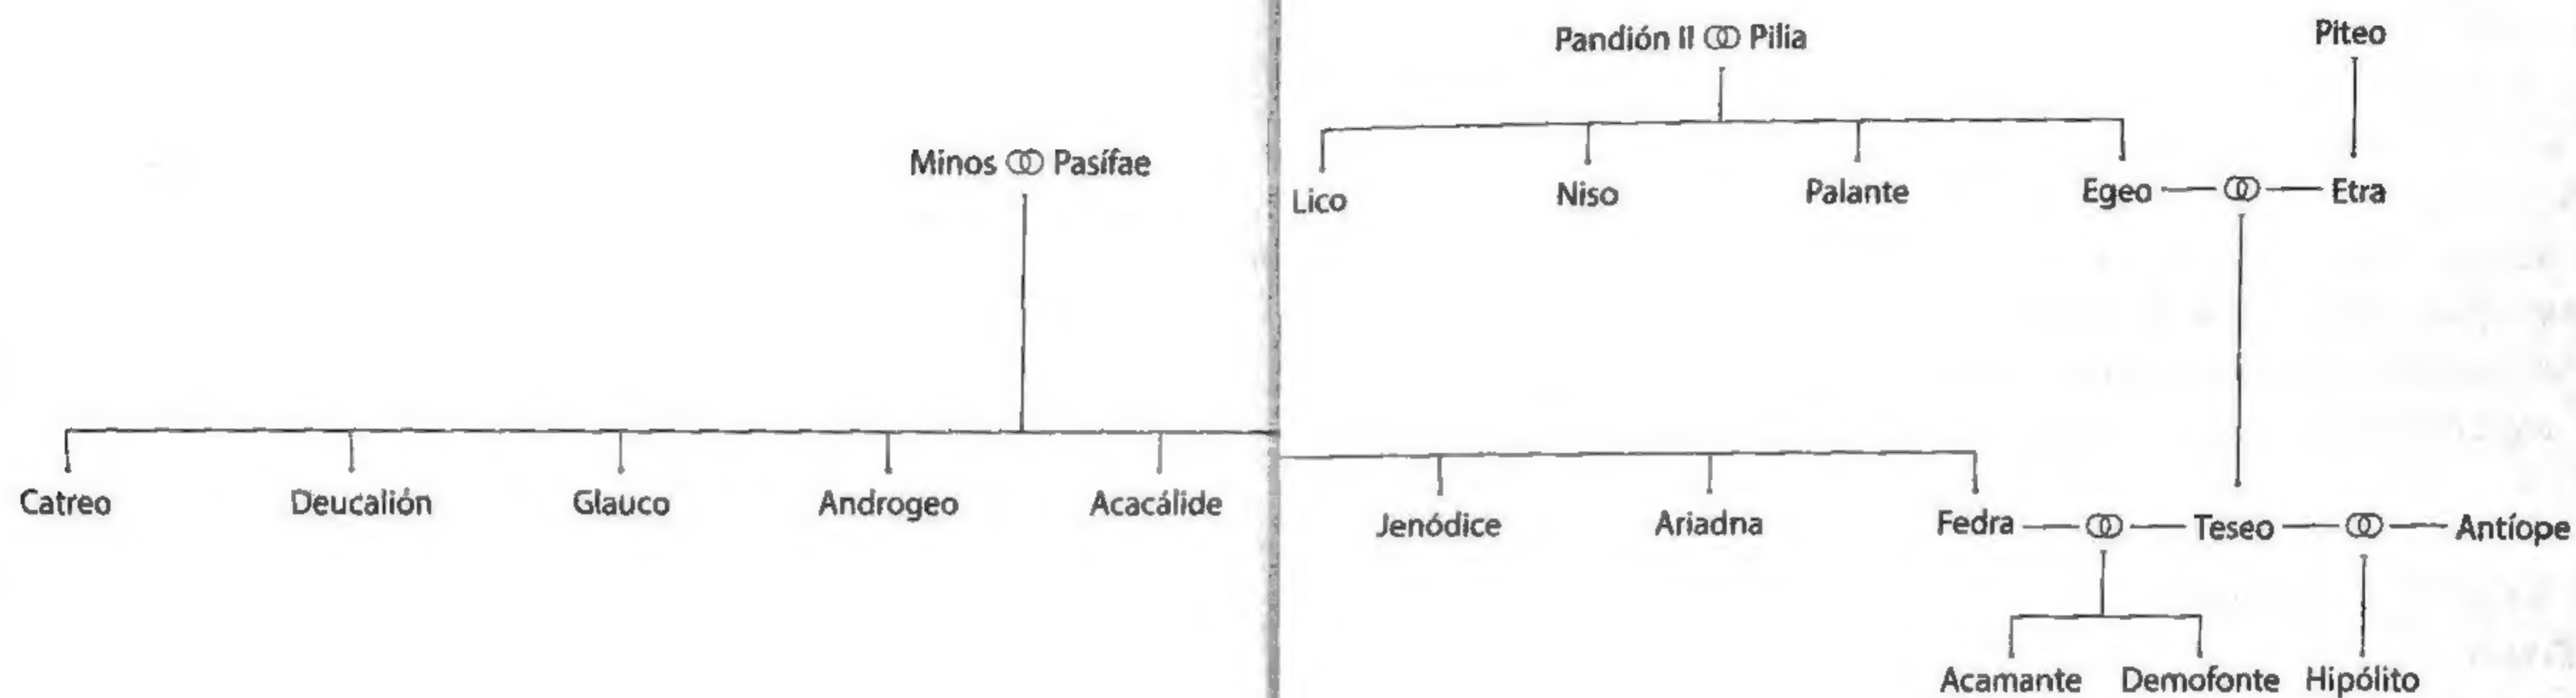 Pandión II Pilia
Piteo
Minos Pasífae
Lico Niso Palante Egeo Etra
Catreo Deucalión Glauco Androgeo Acacálide
Jenódice Ariadna Fedra Teseo Antíope
Acamante Demofonte Hipólito